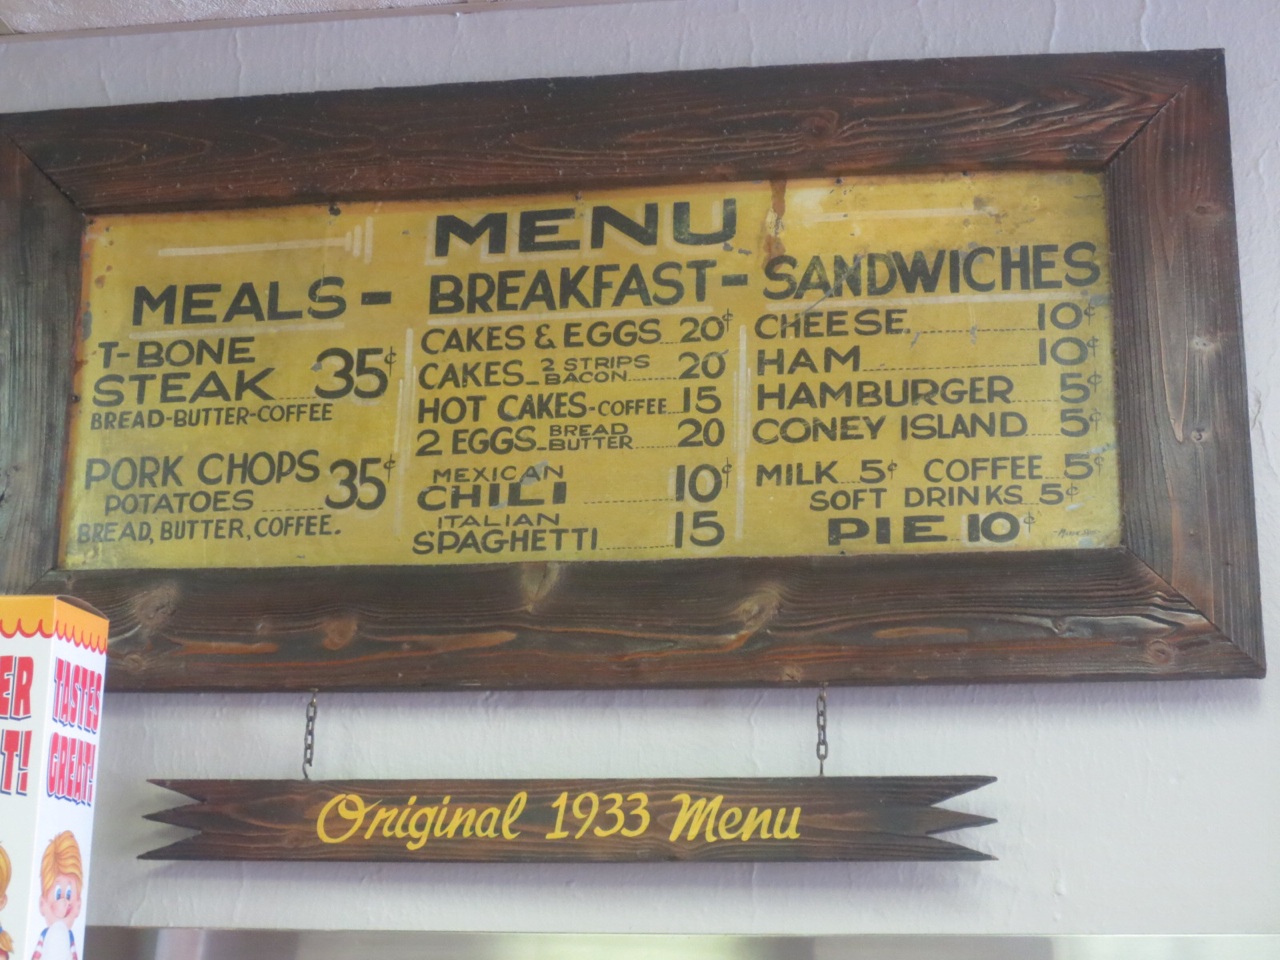 MENU
MEALS - BREAKFAST - SANDWICHES
T-BONE
STEAK 35¢
BREAD-BUTTER-COFFEE
PORK CHOPS 35¢
POTATOES
BREAD, BUTTER, COFFEE.
CAKES & EGGS 20¢
CAKES 2 STRIPS BACON 20
HOT CAKES-COFFEE 15
2 EGGS BREAD BUTTER 20
MEXICAN
CHILI 10¢
ITALIAN
SPAGHETTI 15
CHEESE 10¢
HAM 10¢
HAMBURGER 5¢
CONEY ISLAND 5¢
MILK 5¢ COFFEE 5¢
SOFT DRINKS 5¢
PIE 10¢
Original 1933 Menu
TASTES
GREAT!